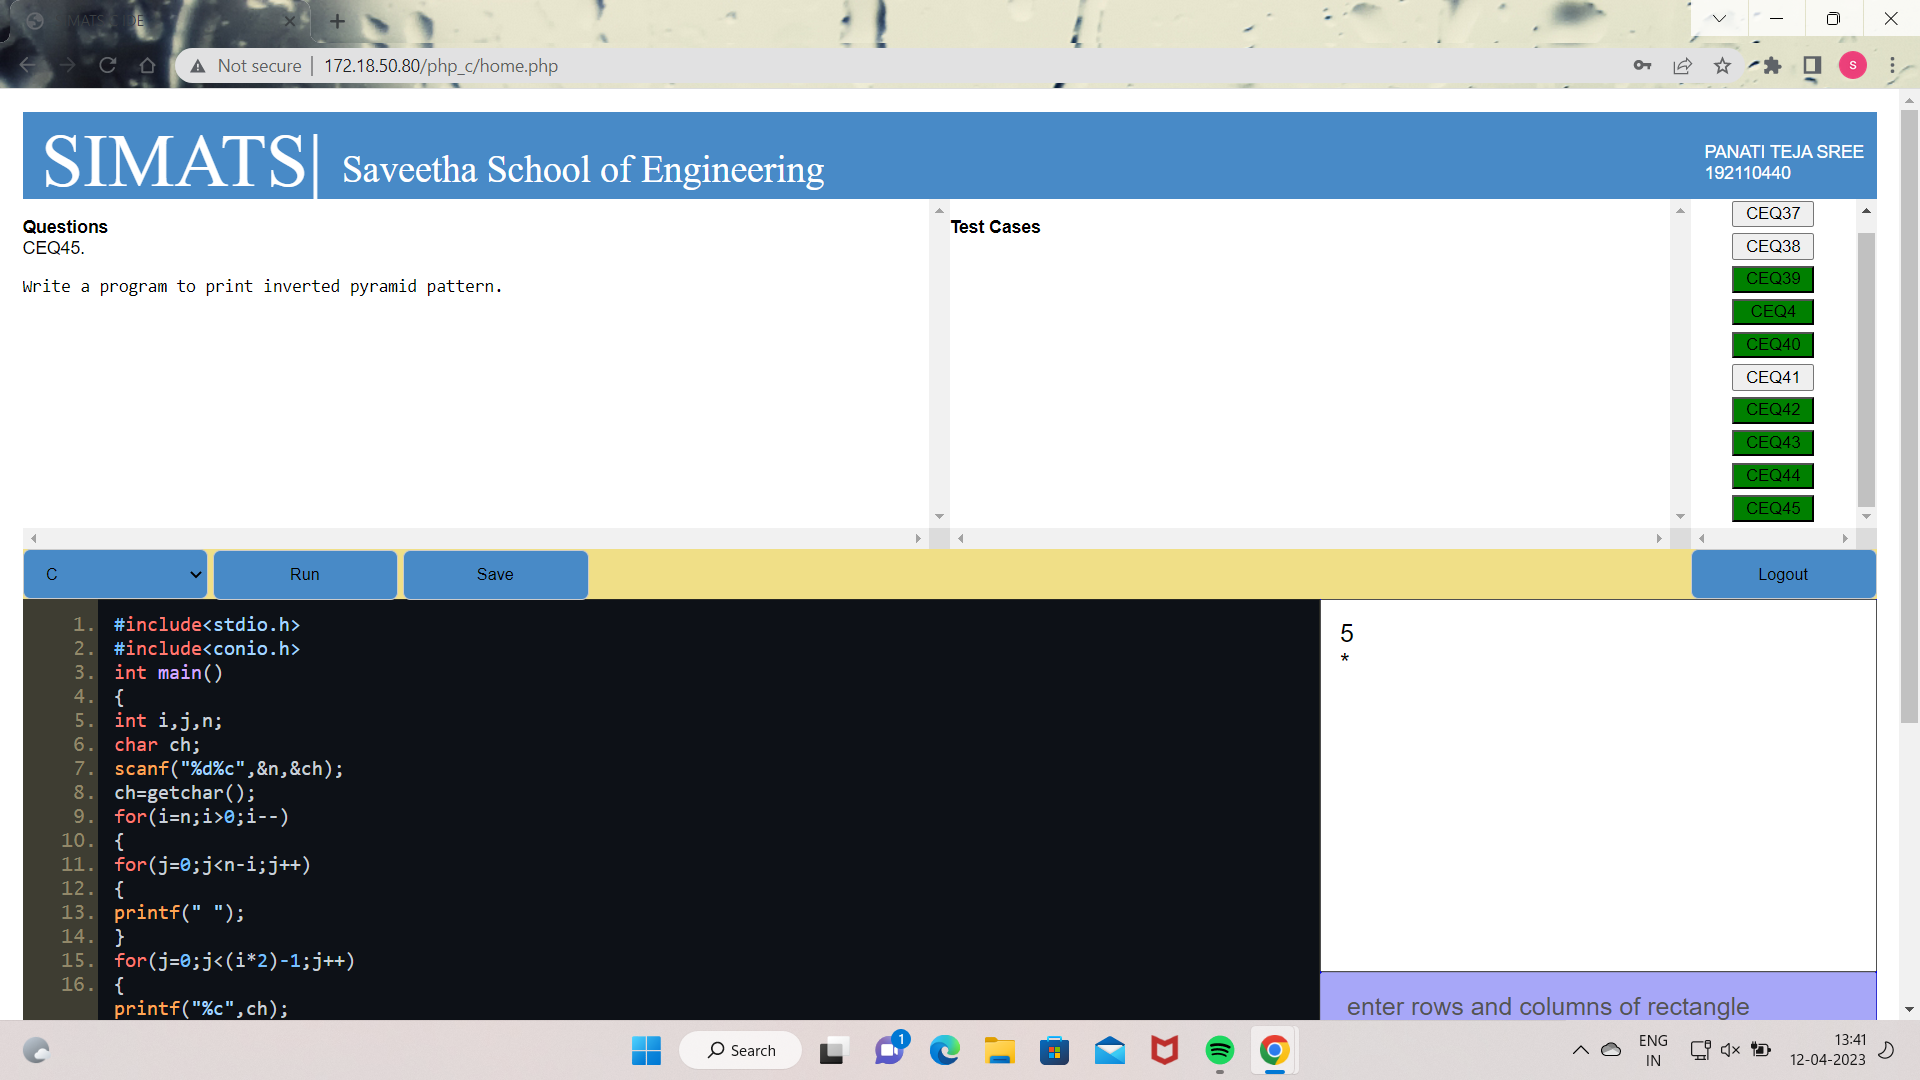 SIMATS C IDE
Not secure | 172.18.50.80/php_c/home.php
S
SIMATS|
Saveetha School of Engineering
PANATI TEJA SREE
192110440
Questions
CEQ45.
Write a program to print inverted pyramid pattern.
Test Cases
CEQ37
CEQ38
CEQ39
CEQ4
CEQ40
CEQ41
CEQ42
CEQ43
CEQ44
CEQ45
C
Run
Save
Logout
1. #include<stdio.h>
2. #include<conio.h>
3. int main()
4. {
5. int i,j,n;
6. char ch;
7. scanf("%d%c",&n,&ch);
8. ch=getchar();
9. for(i=n;i>0;i--)
10. {
11. for(j=0;j<n-i;j++)
12. {
13. printf(" ");
14. }
15. for(j=0;j<(i*2)-1;j++)
16. {
printf("%c",ch);
5
*
enter rows and columns of rectangle
Search
1
ENG
IN
13:41
12-04-2023